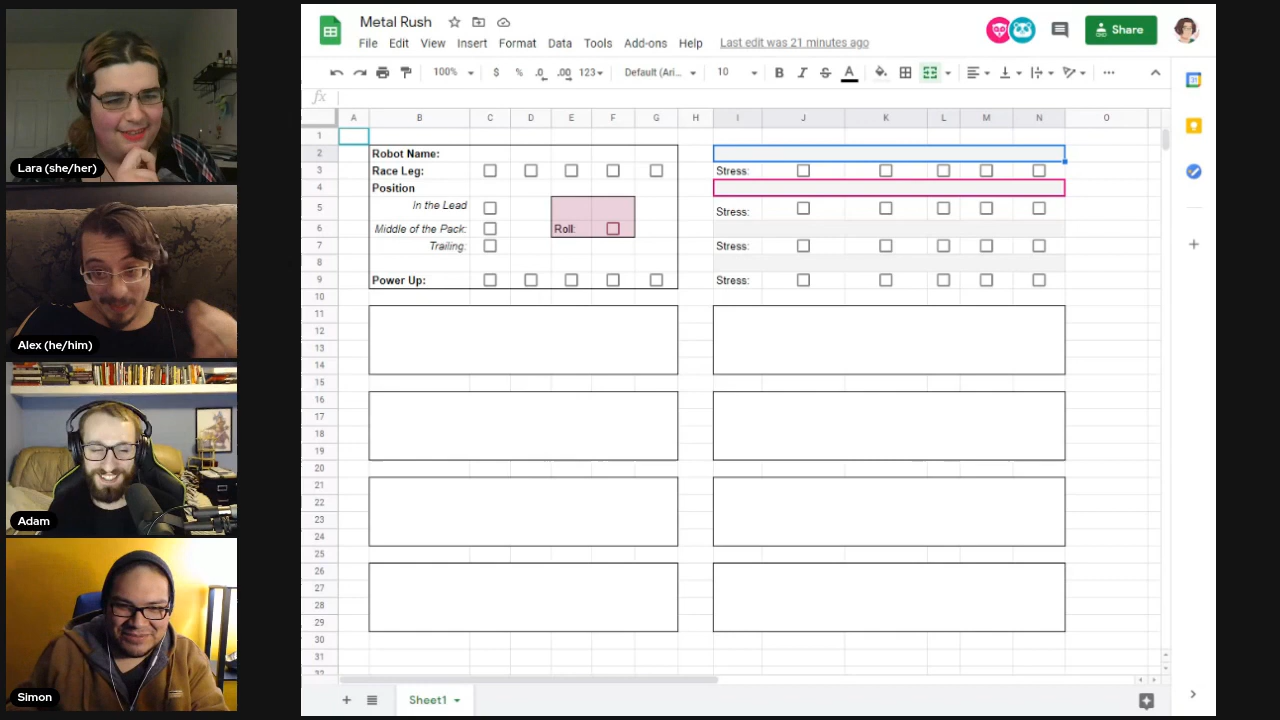 Lara (she/her)
Alex (he/him)
Adam
Simon
Metal Rush
File Edit View Insert Format Data Tools Add-ons Help Last edit was 21 minutes ago
Share
100% $ % .0 .00 123 Default (Ari... 10 B I S A ...
fx
A B C D E F G H I J K L M N O
1
2 Robot Name:
3 Race Leg: Stress:
4 Position
5 In the Lead Stress:
6 Middle of the Pack: Roll:
7 Trailing: Stress:
8
9 Power Up: Stress:
10
11
12
13
14
15
16
17
18
19
20
21
22
23
24
25
26
27
28
29
30
31
32
Sheet1
31